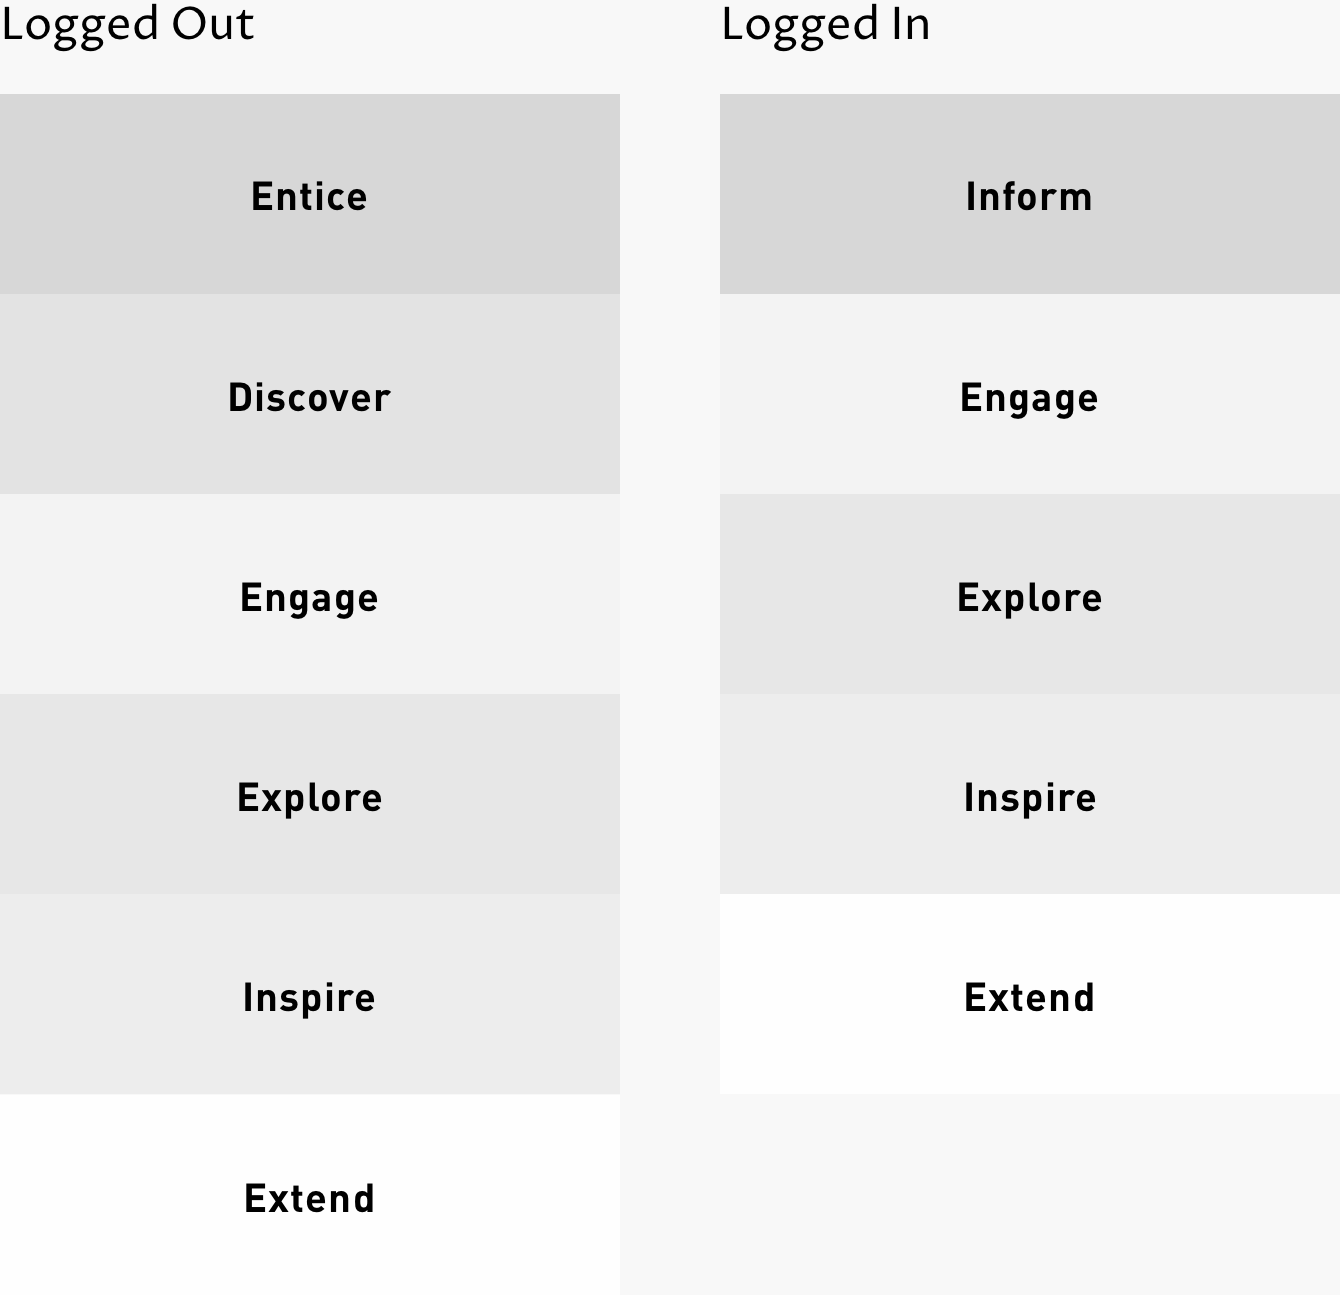 Logged Out
Entice
Discover
Engage
Explore
Inspire
Extend
Logged In
Inform
Engage
Explore
Inspire
Extend